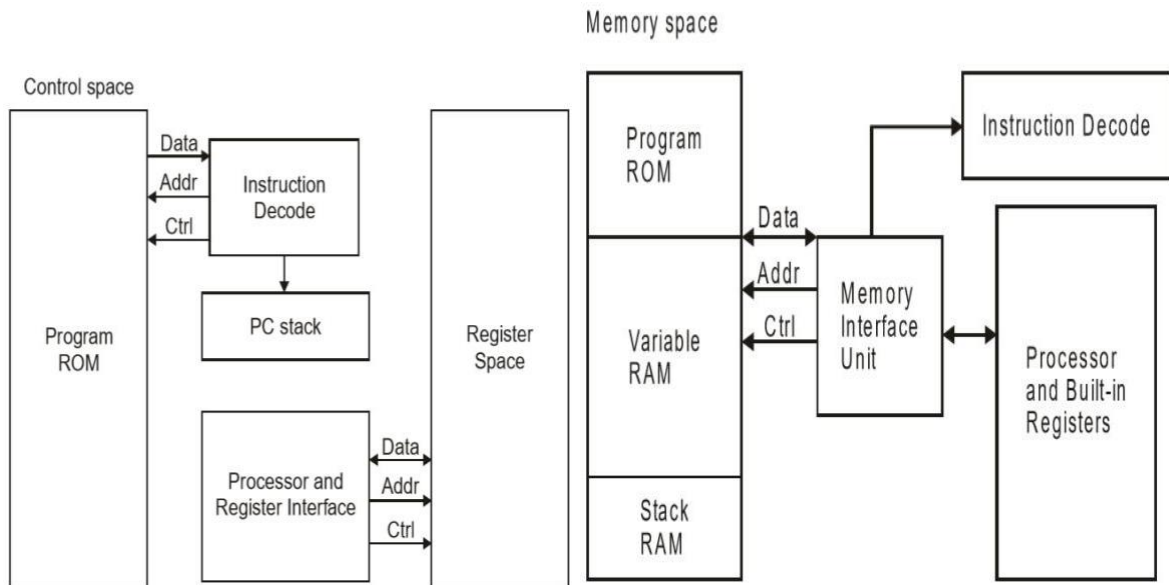 Control space
Program
ROM
Data
Addr
Ctrl
Instruction
Decode
PC stack
Processor and
Register Interface
Data
Addr
Ctrl
Register
Space
Memory space
Program
ROM
Variable
RAM
Stack
RAM
Data
Addr
Ctrl
Memory
Interface
Unit
Instruction Decode
Processor
and Built-in
Registers